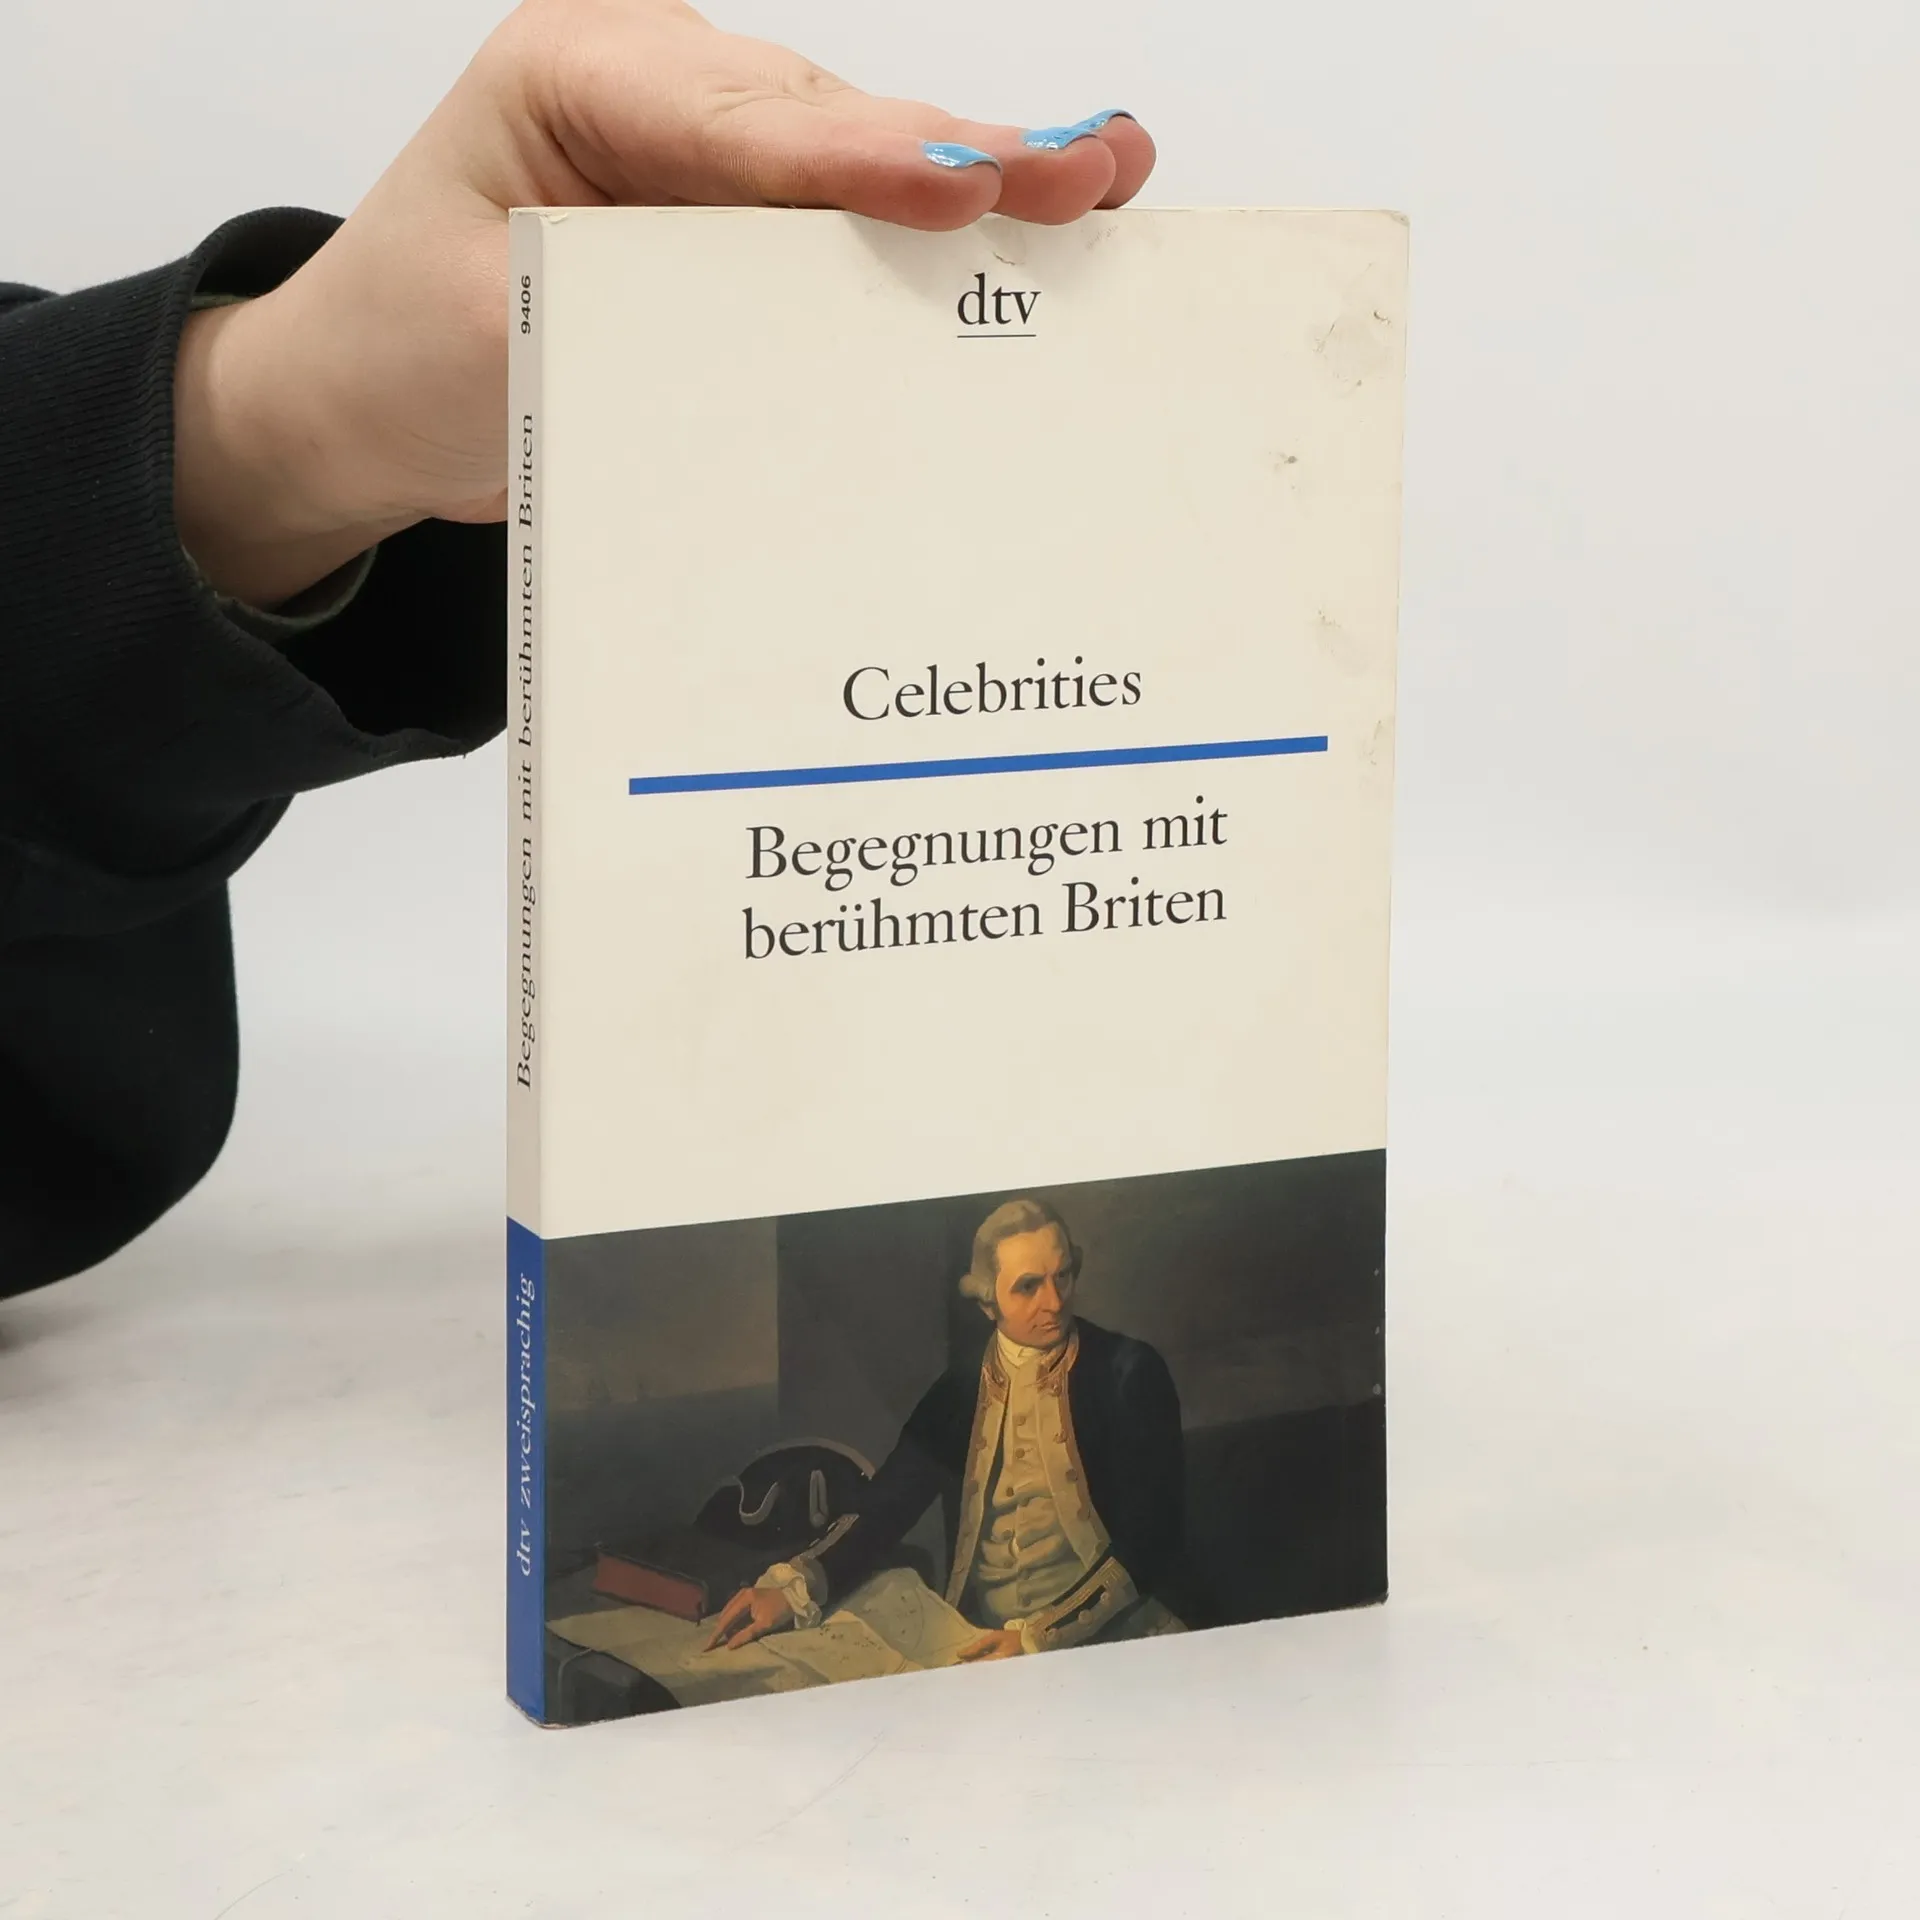 dtv
Celebrities
Begegnungen mit
berühmten Briten
9406
Begegnungen mit berühmten Briten
dtv zweisprachig